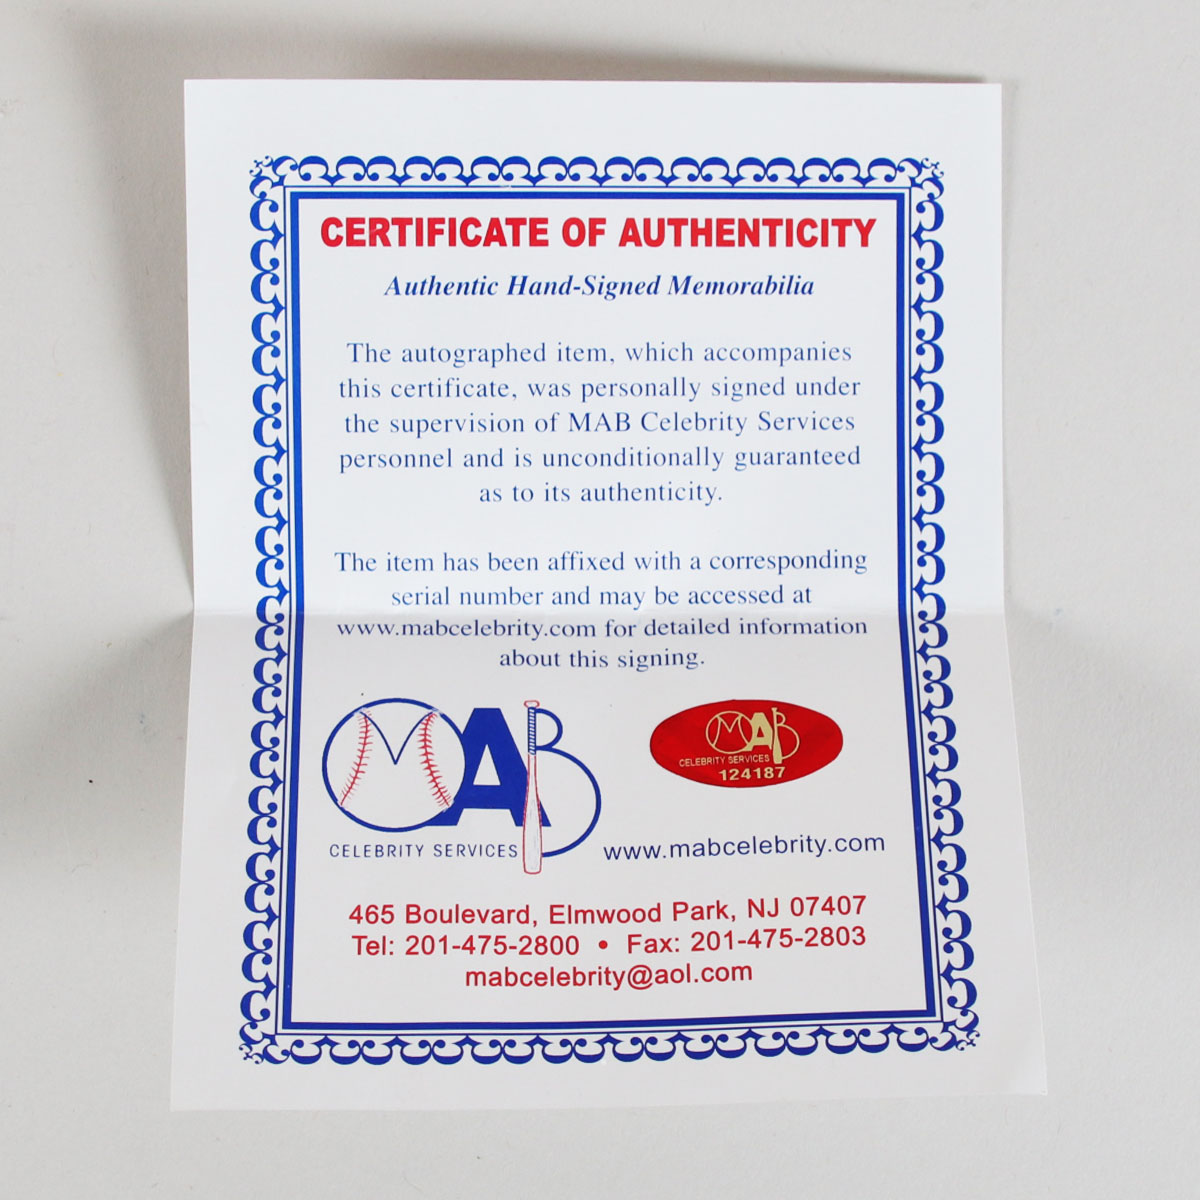 CERTIFICATE OF AUTHENTICITY
Authentic Hand-Signed Memorabilia
The autographed item, which accompanies
this certificate, was personally signed under
the supervision of MAB Celebrity Services
personnel and is unconditionally guaranteed
as to its authenticity.
The item has been affixed with a corresponding
serial number and may be accessed at
www.mabcelebrity.com for detailed information
about this signing.
MAB
CELEBRITY SERVICES
MAB
CELEBRITY SERVICES
124187
www.mabcelebrity.com
465 Boulevard, Elmwood Park, NJ 07407
Tel: 201-475-2800 • Fax: 201-475-2803
mabcelebrity@aol.com